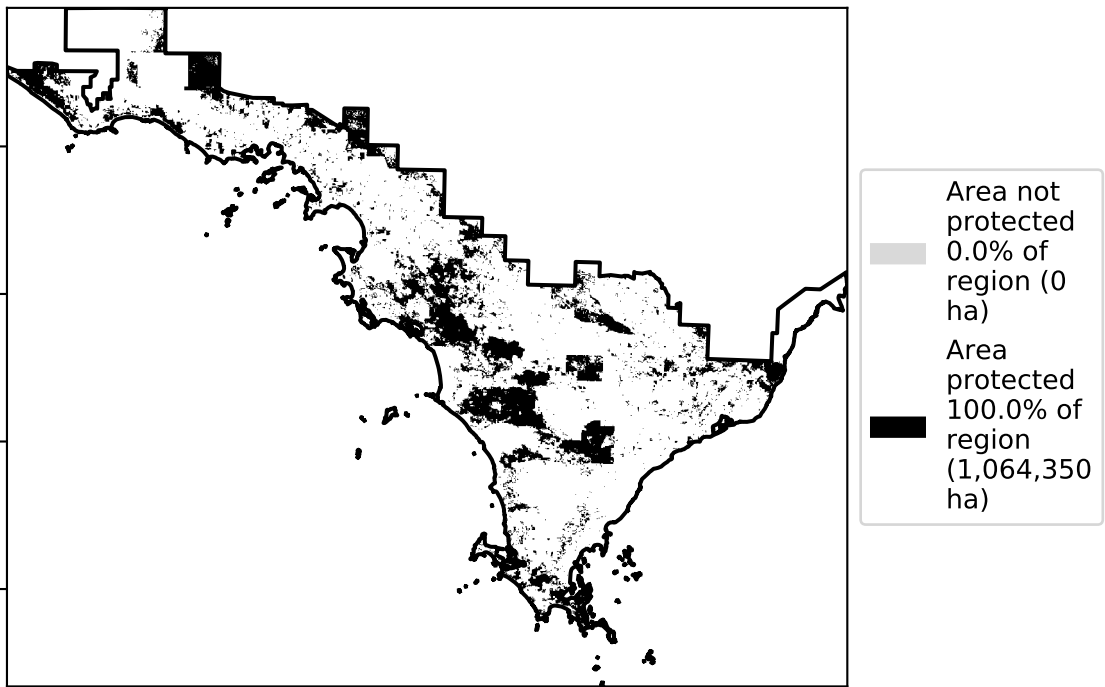 Area not
protected
0.0% of
region (0
ha)
Area
protected
100.0% of
region
(1,064,350
ha)